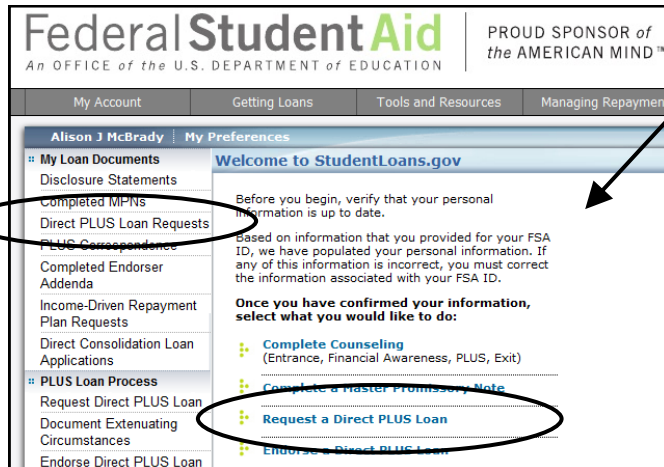 Federal Student Aid
An OFFICE of the U.S. DEPARTMENT of EDUCATION
PROUD SPONSOR of
the AMERICAN MIND™
My Account
Getting Loans
Tools and Resources
Managing Repaymen
Alison J McBrady
My Preferences
My Loan Documents
Disclosure Statements
Completed MPNs
Direct PLUS Loan Requests
PLUS Correspondence
Completed Endorser
Addenda
Income-Driven Repayment
Plan Requests
Direct Consolidation Loan
Applications
PLUS Loan Process
Request Direct PLUS Loan
Document Extenuating
Circumstances
Endorse Direct PLUS Loan
Welcome to StudentLoans.gov
Before you begin, verify that your personal
information is up to date.
Based on information that you provided for your FSA
ID, we have populated your personal information. If
any of this information is incorrect, you must correct
the information associated with your FSA ID.
Once you have confirmed your information,
select what you would like to do:
Complete Counseling
(Entrance, Financial Awareness, PLUS, Exit)
Complete a Master Promissory Note
Request a Direct PLUS Loan
Endorse a Direct PLUS Loan